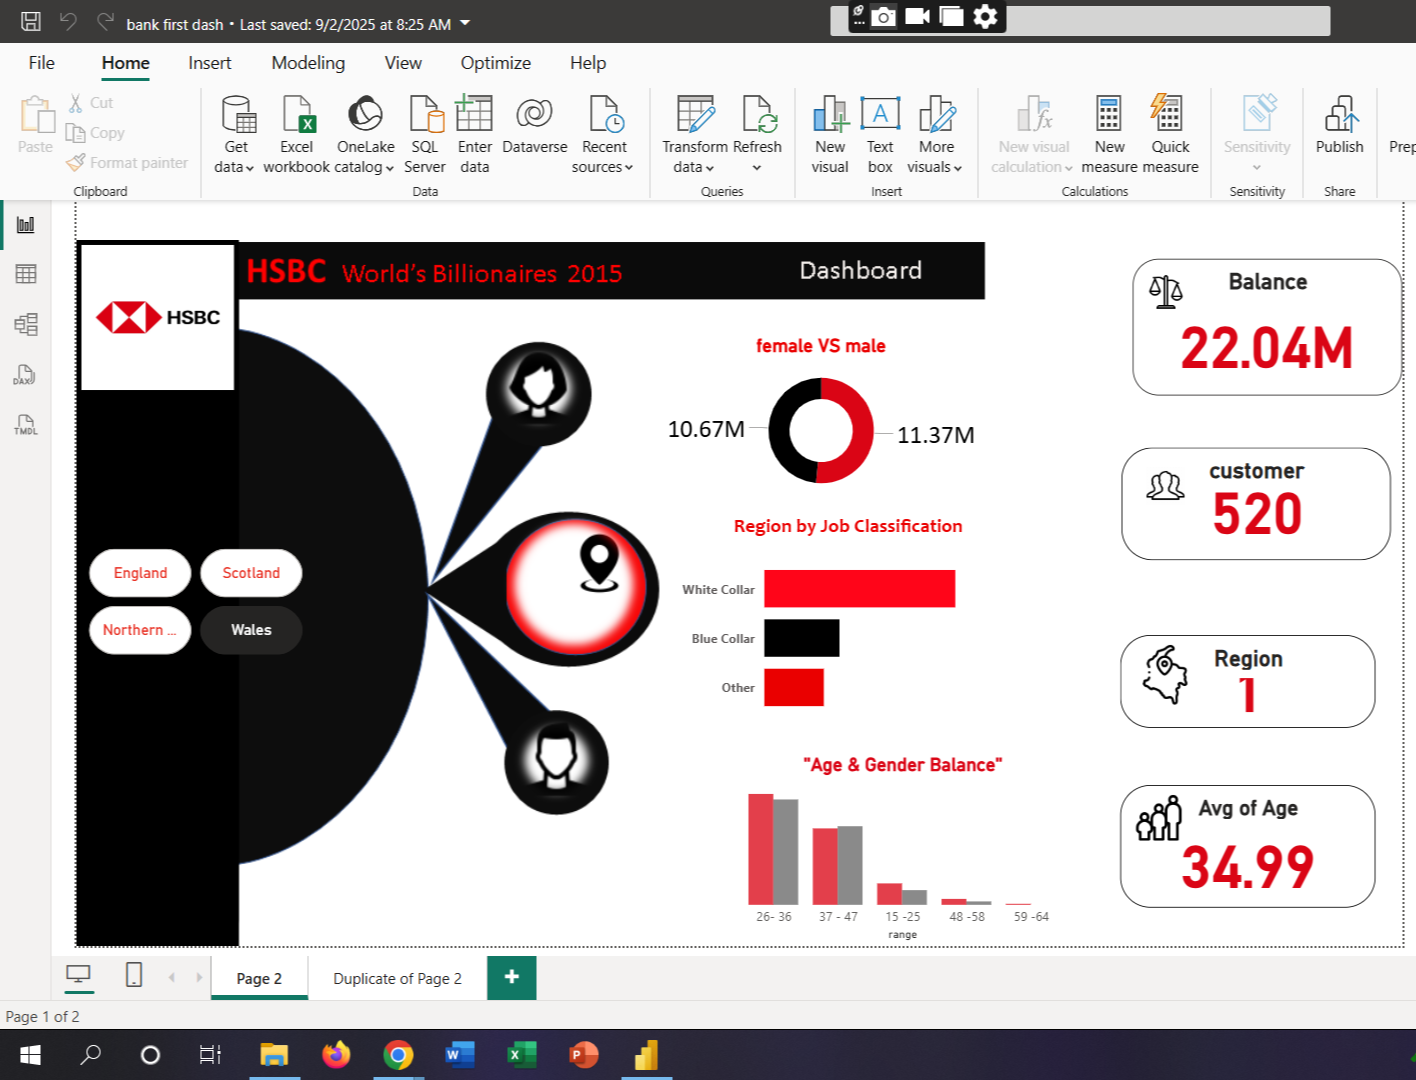 bank first dash • Last saved: 9/2/2025 at 8:25 AM
File Home Insert Modeling View Optimize Help
Paste
Cut
Copy
Format painter
Clipboard
Get data
Excel workbook
OneLake catalog
SQL Server
Enter data
Dataverse
Recent sources
Data
Transform data
Refresh
Queries
New visual
Text box
More visuals
Insert
New visual calculation
New measure
Quick measure
Calculations
Sensitivity
Sensitivity
Publish
Share
Prep
DAX
TMDL
HSBC
HSBC World's Billionaires 2015
Dashboard
England
Scotland
Northern ...
Wales
female VS male
10.67M
11.37M
Region by Job Classification
White Collar
Blue Collar
Other
"Age & Gender Balance"
26- 36
37 - 47
15 -25
48 -58
59 -64
range
Balance
22.04M
customer
520
Region
1
Avg of Age
34.99
Page 2
Duplicate of Page 2
Page 1 of 2